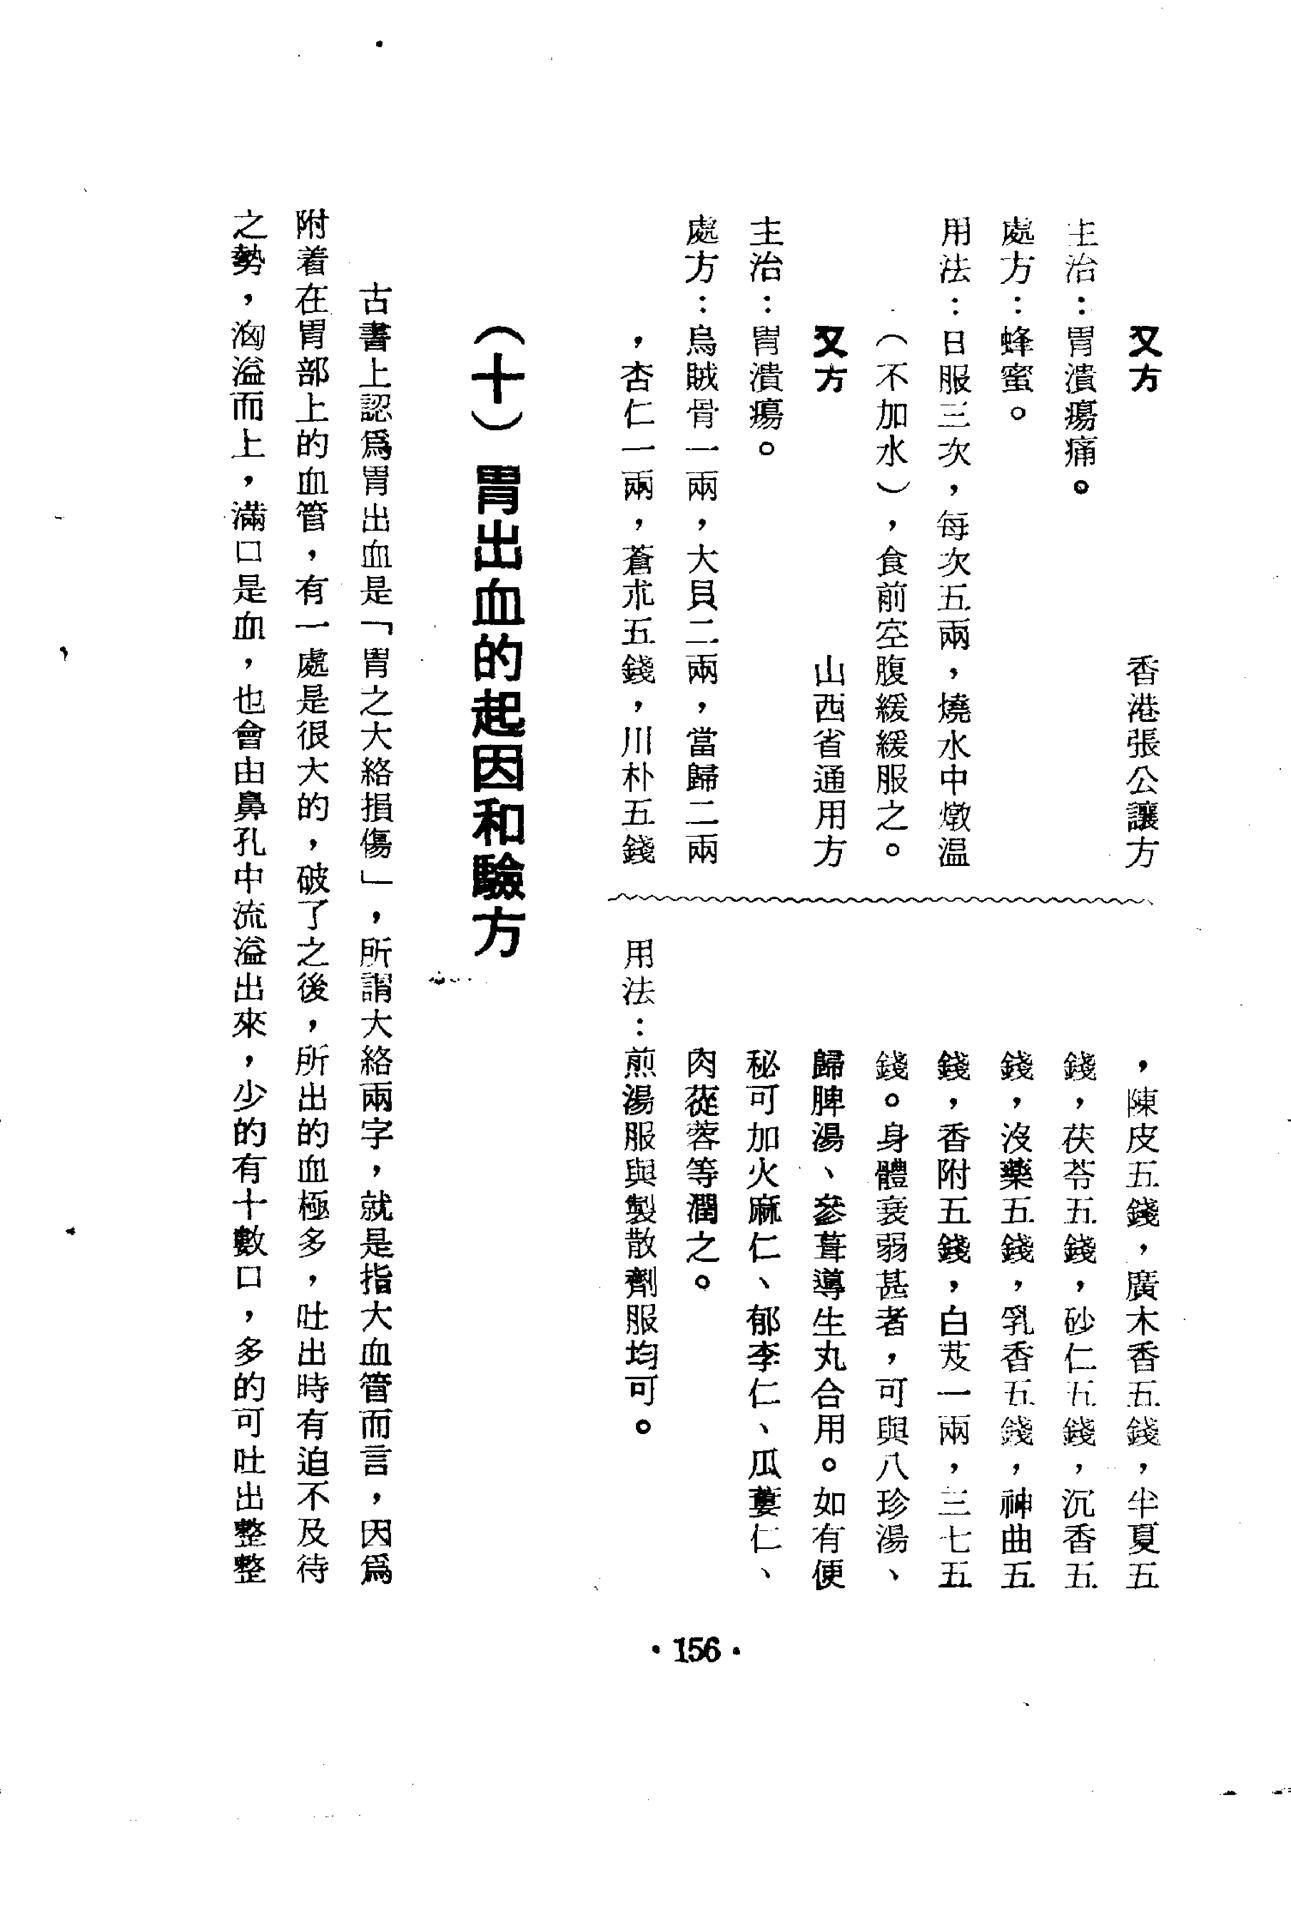 又方　香港張公讓方
主治：胃潰瘍痛。
處方：蜂蜜。
用法：日服三次，每次五兩，燒水中燉温
（不加水），食前空腹緩緩服之。
又方　山西省通用方
主治：胃潰瘍。
處方：烏賊骨一兩，大貝二兩，當歸二兩
，杏仁一兩，蒼朮五錢，川朴五錢
，陳皮五錢，廣木香五錢，半夏五
錢，茯苓五錢，砂仁五錢，沉香五
錢，沒藥五錢，乳香五錢，神曲五
錢，香附五錢，白芨一兩，三七五
錢。身體衰弱甚者，可與八珍湯、
歸脾湯、參茸導生丸合用。如有便
秘可加火麻仁、郁李仁、瓜蔞仁、
肉蓯蓉等潤之。
用法：煎湯服與製散劑服均可。
（十）胃出血的起因和驗方
古書上認爲胃出血是「胃之大絡損傷」，所謂大絡兩字，就是指大血管而言，因爲
附着在胃部上的血管，有一處是很大的，破了之後，所出的血極多，吐出時有迫不及待
之勢，洶溢而上，滿口是血，也會由鼻孔中流溢出來，少的有十數口，多的可吐出整整
·156·